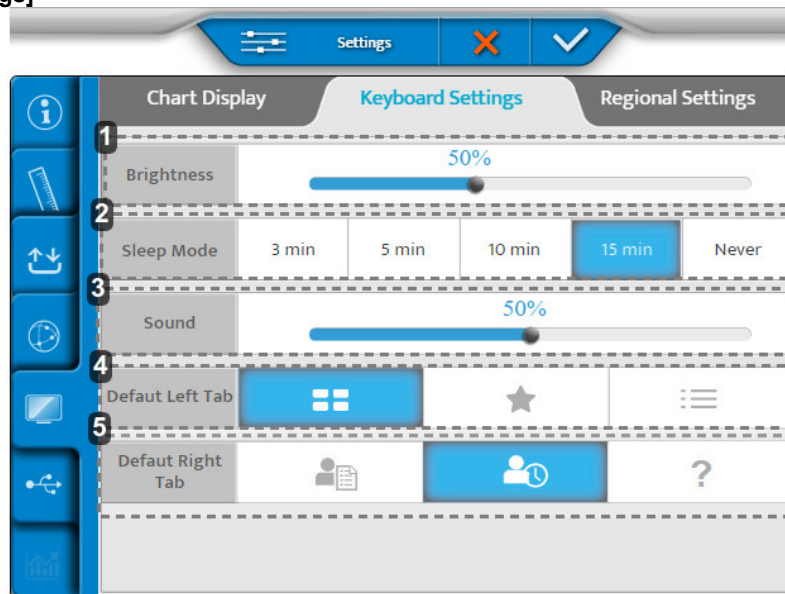 ge]
Settings
Chart Display
Keyboard Settings
Regional Settings
1
50%
Brightness
2
Sleep Mode
3 min
5 min
10 min
15 min
Never
3
50%
Sound
4
Defaut Left Tab
5
Defaut Right
Tab
?